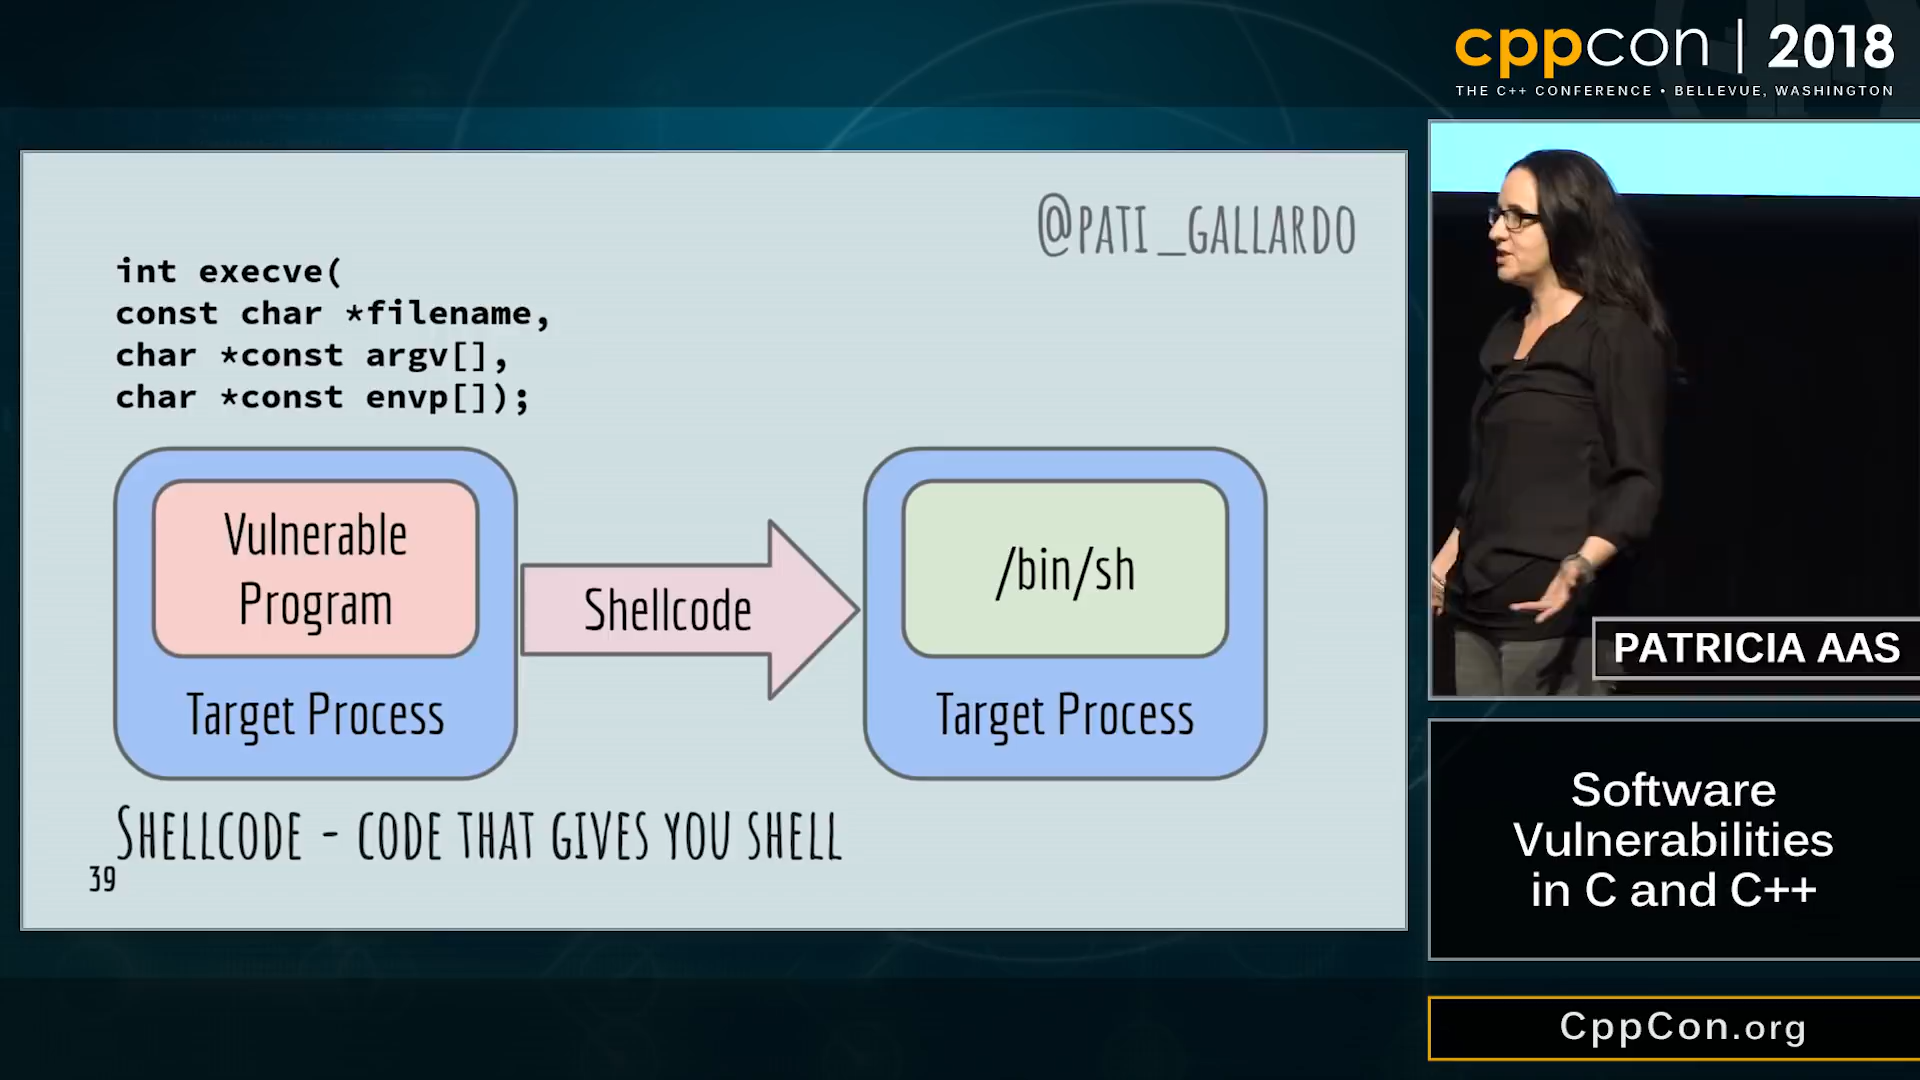 cppcon | 2018
THE C++ CONFERENCE • BELLEVUE, WASHINGTON
@PATI_GALLARDO
int execve(
const char *filename,
char *const argv[],
char *const envp[]);
Vulnerable
Program
Target Process
Shellcode
/bin/sh
Target Process
SHELLCODE - CODE THAT GIVES YOU SHELL
39
PATRICIA AAS
Software
Vulnerabilities
in C and C++
CppCon.org